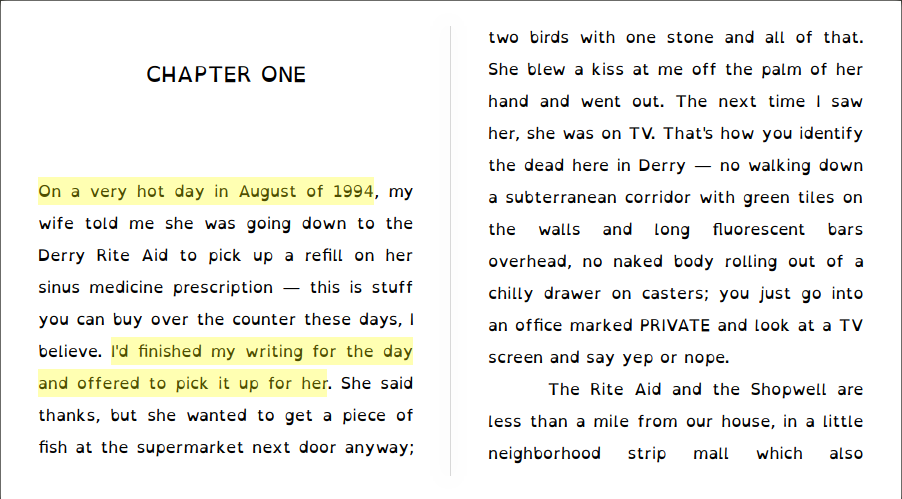 CHAPTER ONE
On a very hot day in August of 1994, my
wife told me she was going down to the
Derry Rite Aid to pick up a refill on her
sinus medicine prescription — this is stuff
you can buy over the counter these days, I
believe. I'd finished my writing for the day
and offered to pick it up for her. She said
thanks, but she wanted to get a piece of
fish at the supermarket next door anyway;
two birds with one stone and all of that.
She blew a kiss at me off the palm of her
hand and went out. The next time I saw
her, she was on TV. That's how you identify
the dead here in Derry — no walking down
a subterranean corridor with green tiles on
the walls and long fluorescent bars
overhead, no naked body rolling out of a
chilly drawer on casters; you just go into
an office marked PRIVATE and look at a TV
screen and say yep or nope.
The Rite Aid and the Shopwell are
less than a mile from our house, in a little
neighborhood strip mall which also